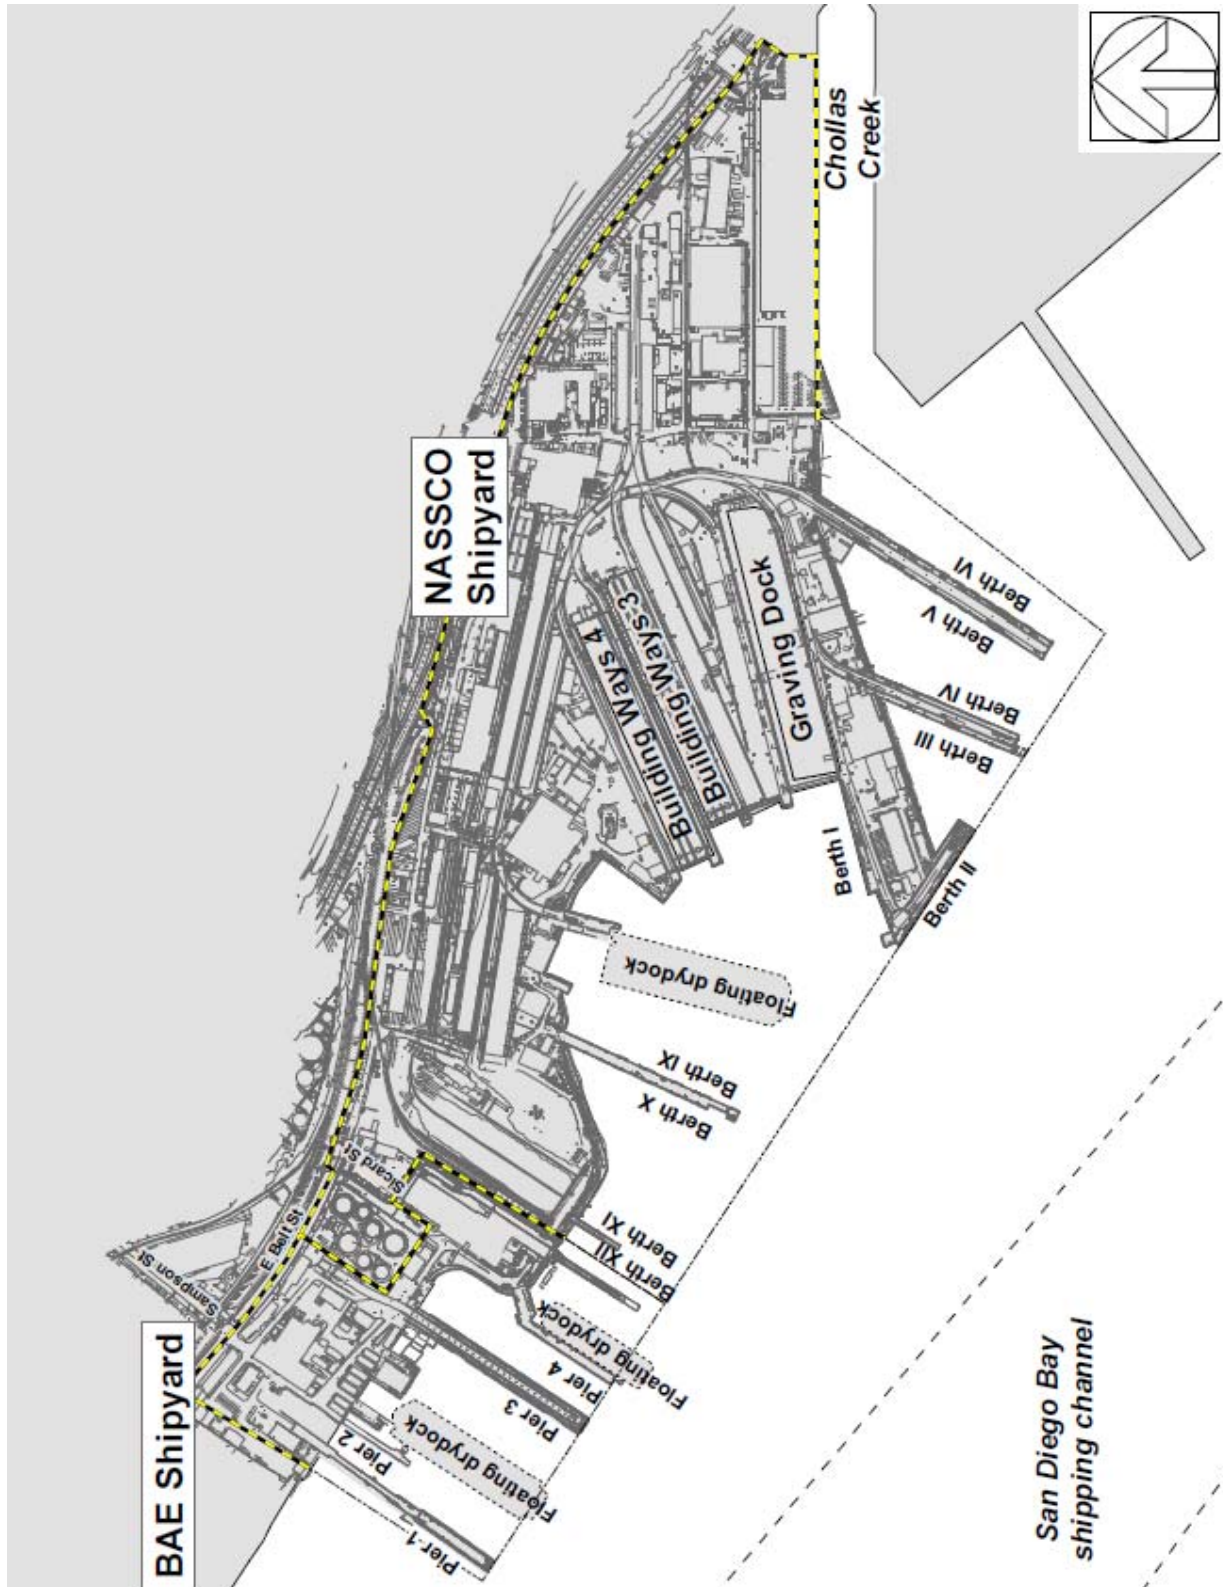 Chollas
Creek
NASSCO
Shipyard
Building Ways 4
Building Ways 3
Graving Dock
Berth VI
Berth V
Berth IV
Berth III
Berth II
Berth I
Floating drydock
Berth IX
Berth X
Berth XI
Berth XII
Sicard St
E Belt St
Sampson St
BAE Shipyard
Floating drydock
Pier 4
Pier 3
Floating drydock
Pier 2
Pier 1
San Diego Bay
shipping channel